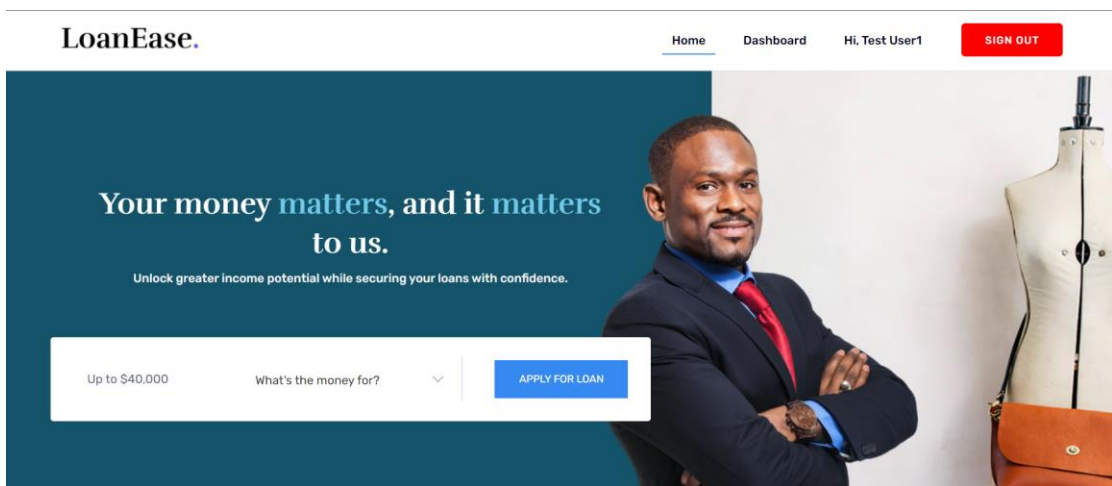 LoanEase.
Home
Dashboard
Hi, Test User1
SIGN OUT
Your money matters, and it matters
to us.
Unlock greater income potential while securing your loans with confidence.
Up to $40,000
What's the money for?
APPLY FOR LOAN